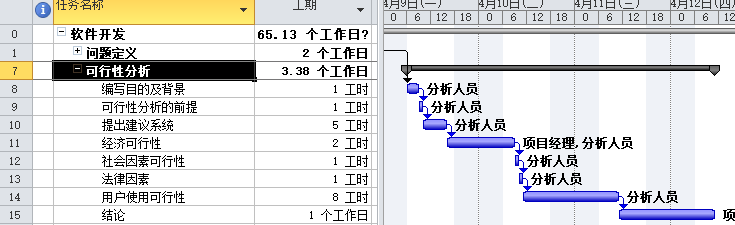 任务名称 工期 4月9日(一) 4月10日(二) 4月11日(三) 4月12日(四)
1 0 6 12 18 0 6 12 18 0 6 12 18 0 6 12
0 软件开发 65.13 个工作日?
1 问题定义 2 个工作日
7 可行性分析 3.38 个工作日
8 编写目的及背景 1 工时 分析人员
9 可行性分析的前提 1 工时 分析人员
10 提出建议系统 5 工时 分析人员
11 经济可行性 2 工时 项目经理,分析人员
12 社会因素可行性 1 工时 分析人员
13 法律因素 1 工时 分析人员
14 用户使用可行性 8 工时 分析人员
15 结论 1 个工作日